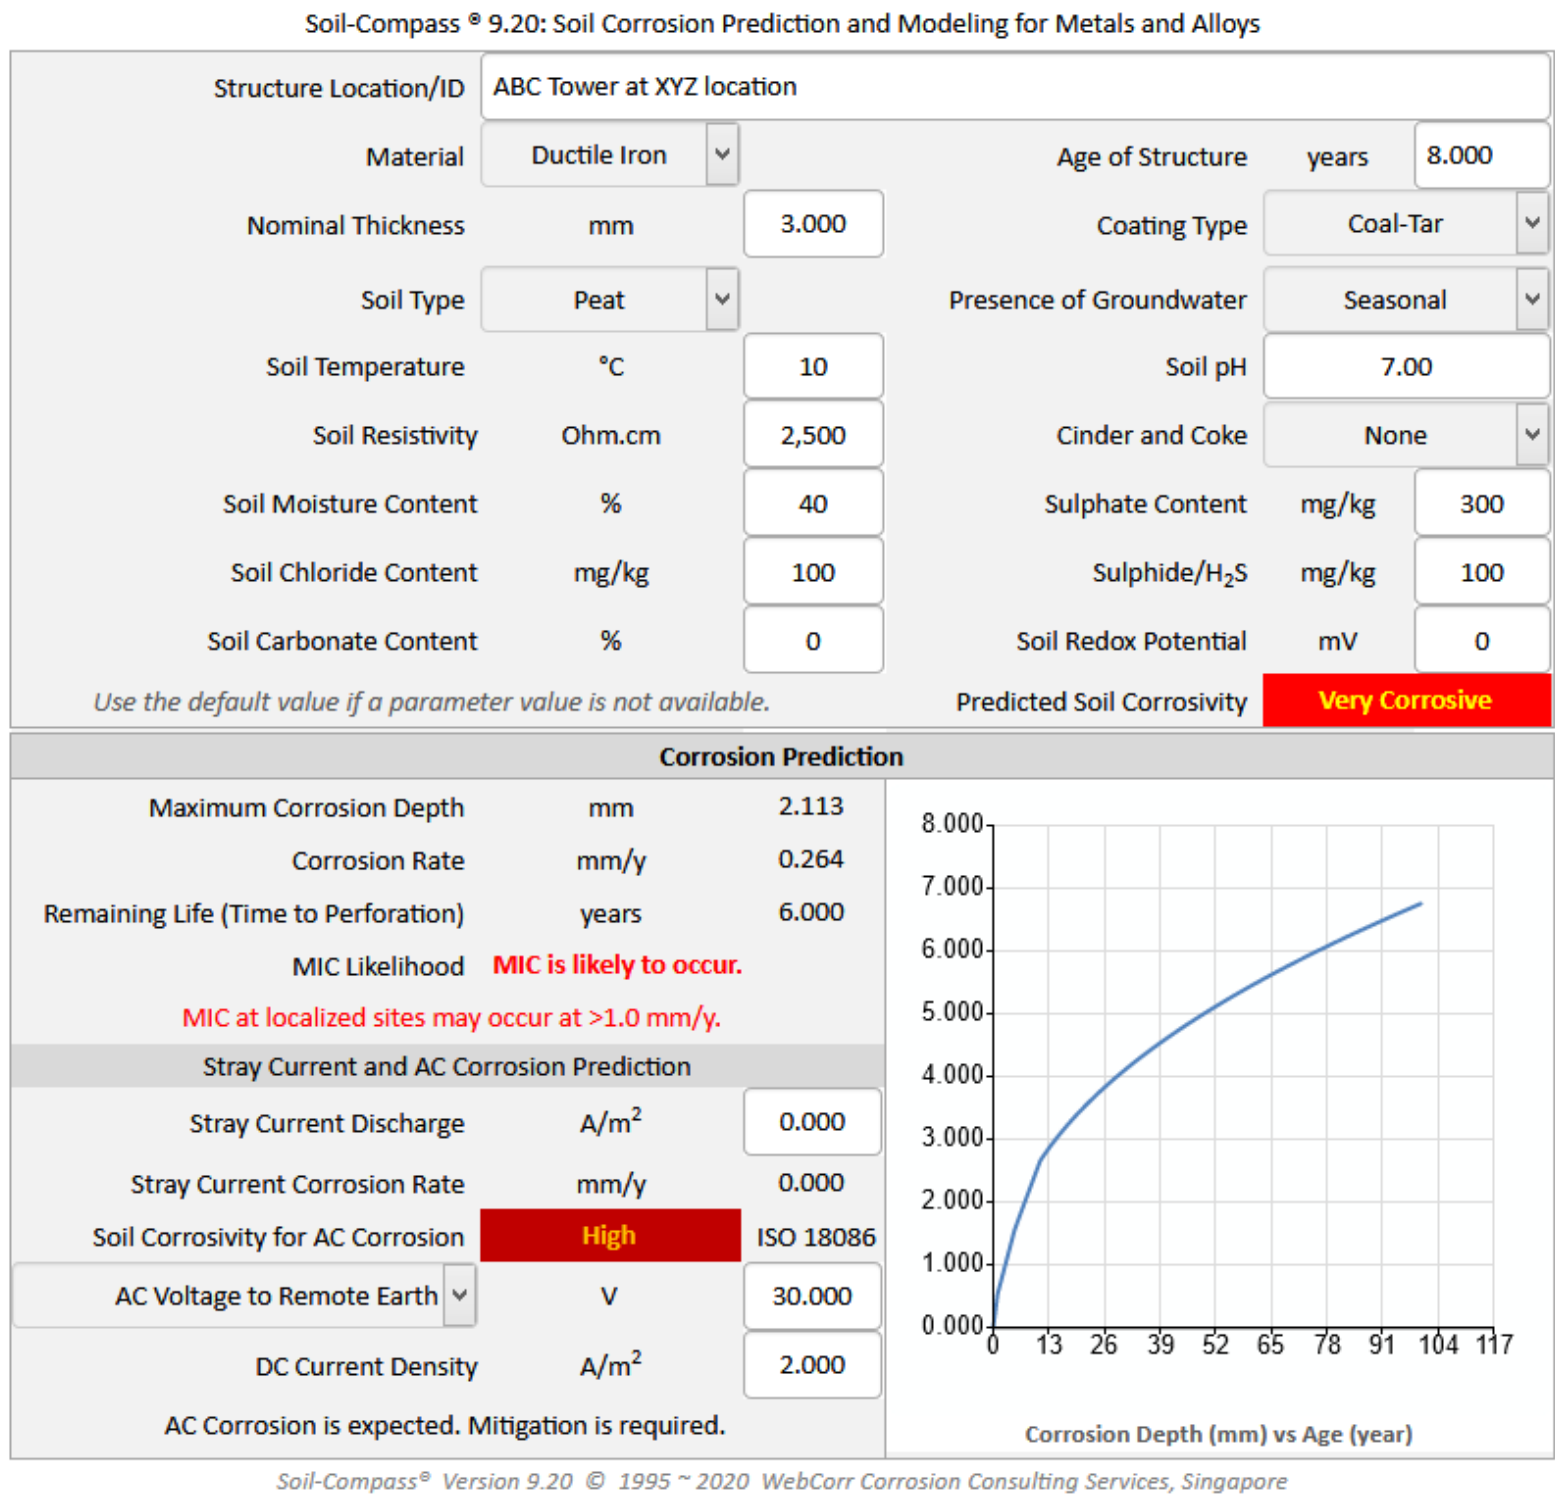 Soil-Compass ® 9.20: Soil Corrosion Prediction and Modeling for Metals and Alloys
Structure Location/ID ABC Tower at XYZ location
Material Ductile Iron Age of Structure years 8.000
Nominal Thickness mm 3.000 Coating Type Coal-Tar
Soil Type Peat Presence of Groundwater Seasonal
Soil Temperature °C 10 Soil pH 7.00
Soil Resistivity Ohm.cm 2,500 Cinder and Coke None
Soil Moisture Content % 40 Sulphate Content mg/kg 300
Soil Chloride Content mg/kg 100 Sulphide/H₂S mg/kg 100
Soil Carbonate Content % 0 Soil Redox Potential mV 0
Use the default value if a parameter value is not available. Predicted Soil Corrosivity Very Corrosive
Corrosion Prediction
Maximum Corrosion Depth mm 2.113
Corrosion Rate mm/y 0.264
Remaining Life (Time to Perforation) years 6.000
MIC Likelihood MIC is likely to occur.
MIC at localized sites may occur at >1.0 mm/y.
Stray Current and AC Corrosion Prediction
Stray Current Discharge A/m² 0.000
Stray Current Corrosion Rate mm/y 0.000
Soil Corrosivity for AC Corrosion High ISO 18086
AC Voltage to Remote Earth V 30.000
DC Current Density A/m² 2.000
AC Corrosion is expected. Mitigation is required.
8.000
7.000
6.000
5.000
4.000
3.000
2.000
1.000
0.000
0 13 26 39 52 65 78 91 104 117
Corrosion Depth (mm) vs Age (year)
Soil-Compass® Version 9.20 © 1995 ~ 2020 WebCorr Corrosion Consulting Services, Singapore